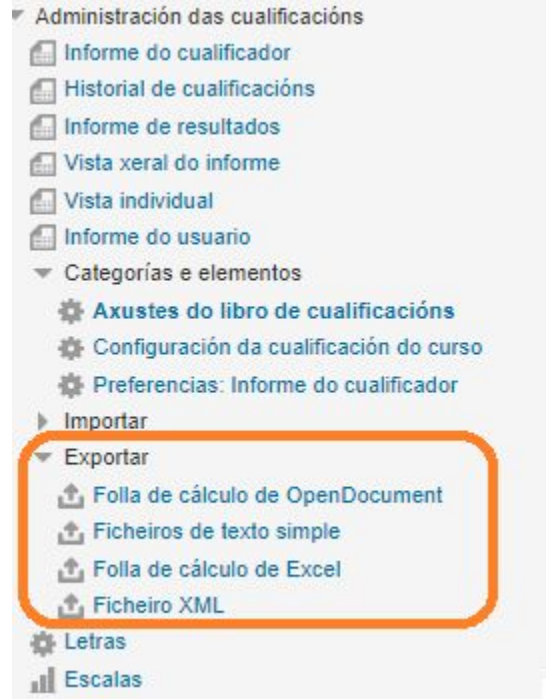 Administración das cualificacións
Informe do cualificador
Historial de cualificacións
Informe de resultados
Vista xeral do informe
Vista individual
Informe do usuario
Categorías e elementos
Axustes do libro de cualificacións
Configuración da cualificación do curso
Preferencias: Informe do cualificador
Importar
Exportar
Folla de cálculo de OpenDocument
Ficheiros de texto simple
Folla de cálculo de Excel
Ficheiro XML
Letras
Escalas